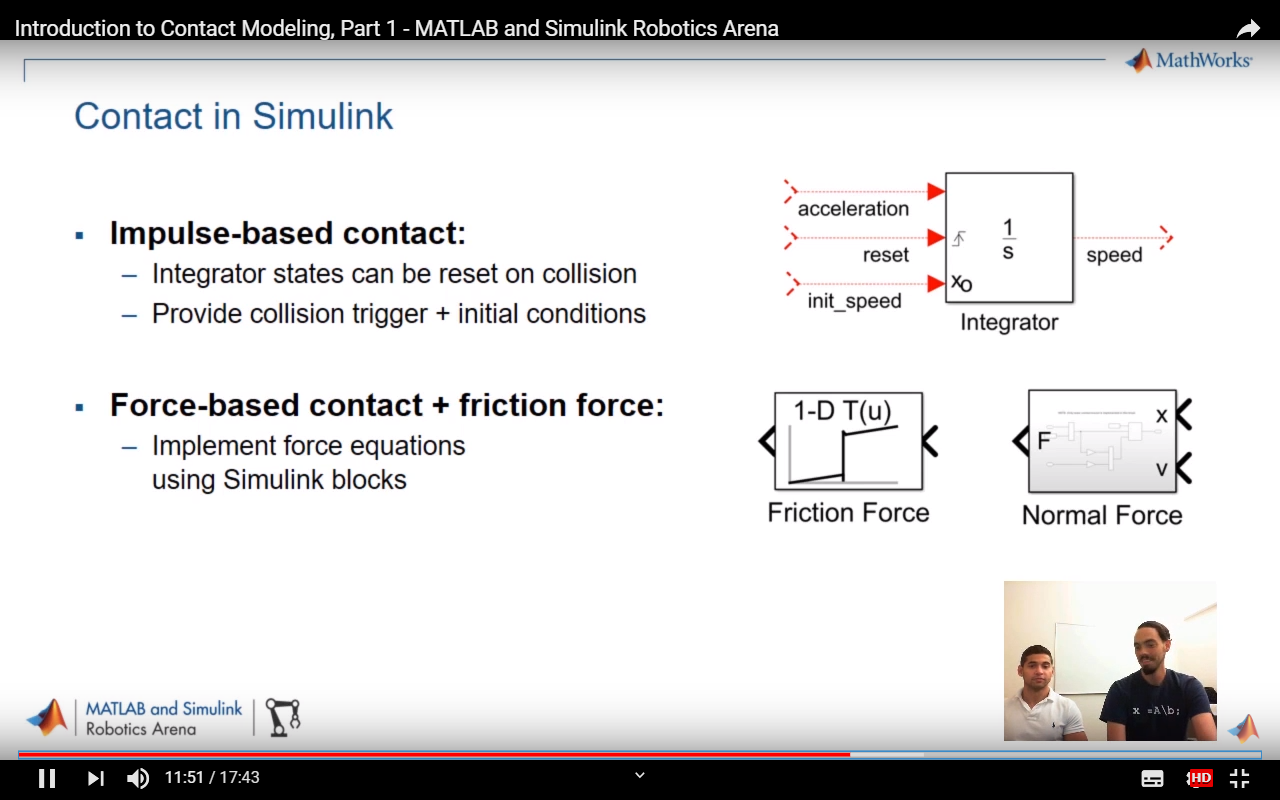 Introduction to Contact Modeling, Part 1 - MATLAB and Simulink Robotics Arena
MathWorks
Contact in Simulink
Impulse-based contact:
– Integrator states can be reset on collision
– Provide collision trigger + initial conditions
acceleration
reset
init_speed
1
s
xo
speed
Integrator
Force-based contact + friction force:
– Implement force equations
using Simulink blocks
1-D T(u)
Friction Force
F
x
v
Normal Force
x =A\b;
MATLAB and Simulink
Robotics Arena
11:51 / 17:43
HD